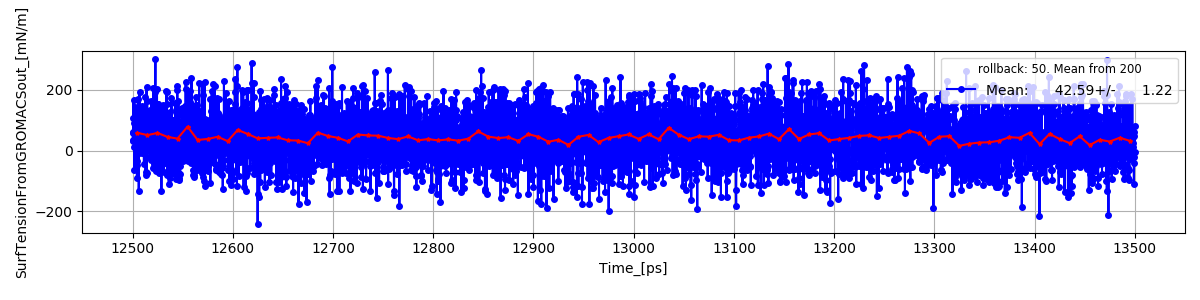 SurfTensionFromGROMACSout_[mN/m]
200
0
−200
rollback: 50. Mean from 200
Mean: 42.59+/- 1.22
12500 12600 12700 12800 12900 13000 13100 13200 13300 13400 13500
Time_[ps]